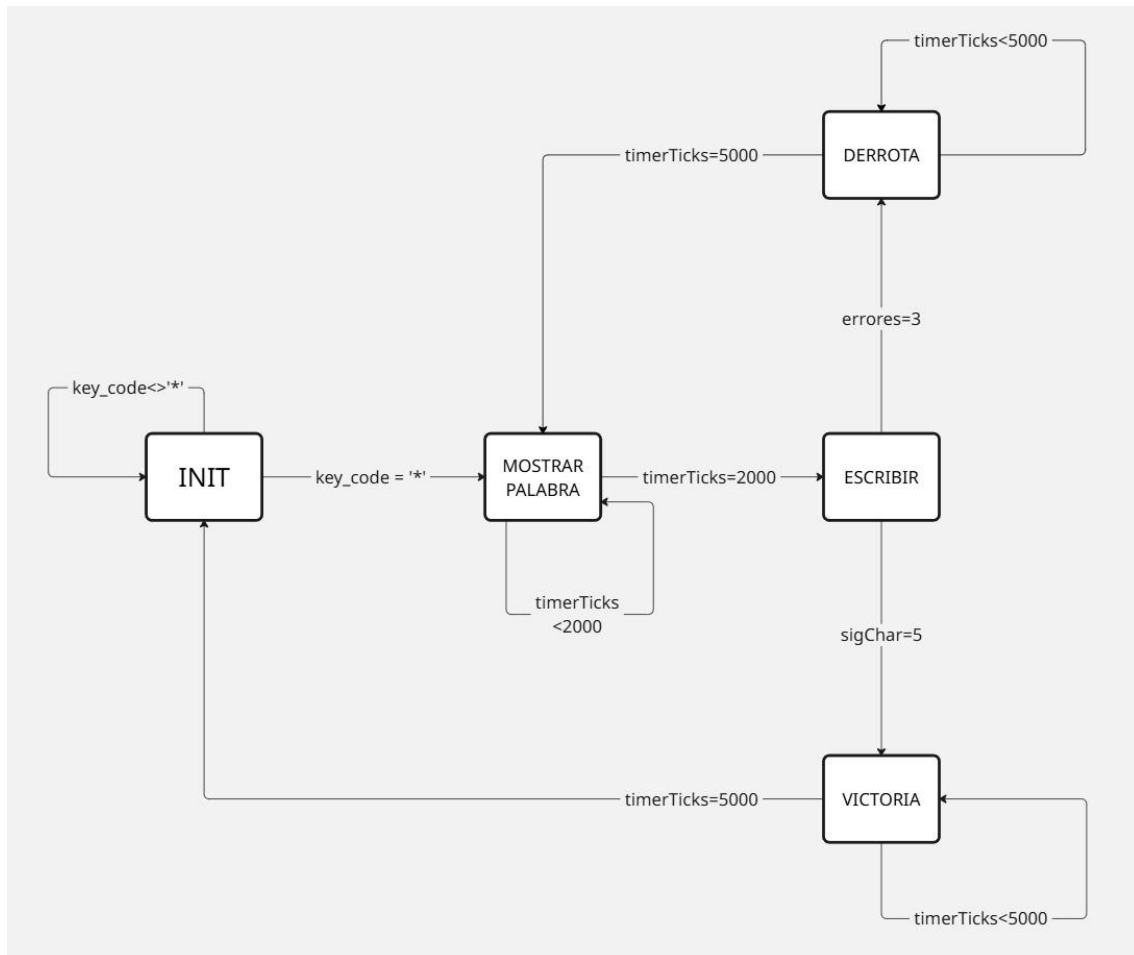 timerTicks<5000
timerTicks=5000
DERROTA
errores=3
key_code<>'*'
INIT
key_code = '*'
MOSTRAR
PALABRA
timerTicks=2000
ESCRIBIR
timerTicks
<2000
sigChar=5
timerTicks=5000
VICTORIA
timerTicks<5000